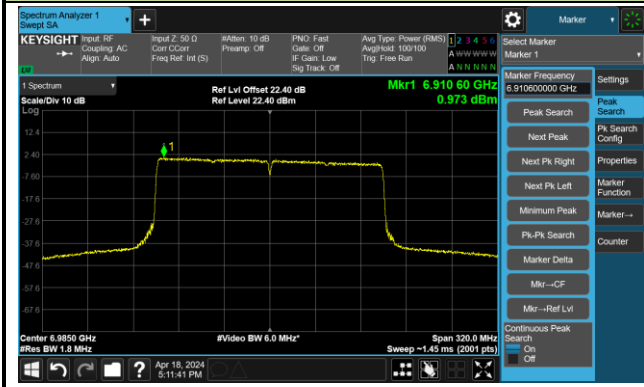 Spectrum Analyzer 1
Swept SA
Marker
KEYSIGHT
Input: RF
Coupling: AC
Align: Auto
Input Z: 50 Ω
Corr CCorr
Freq Ref: Int (S)
#Atten: 10 dB
Preamp: Off
PNO: Fast
Gate: Off
IF Gain: Low
Sig Track: Off
Avg Type: Power (RMS)
Avg|Hold: 100/100
Trig: Free Run
1 2 3 4 5 6
A W W W W W
A N N N N N
Select Marker
Marker 1
LW
1 Spectrum
Scale/Div 10 dB
Log
Ref Lvl Offset 22.40 dB
Ref Level 22.40 dBm
Mkr1 6.910 60 GHz
0.973 dBm
12.4
2.40
-7.60
-17.6
-27.6
-37.6
-47.6
-57.6
-67.6
1
Center 6.9850 GHz
#Res BW 1.8 MHz
#Video BW 6.0 MHz*
Span 320.0 MHz
Sweep ~1.45 ms (2001 pts)
Marker Frequency
6.910600000 GHz
Peak Search
Next Peak
Next Pk Right
Next Pk Left
Minimum Peak
Pk-Pk Search
Marker Delta
Mkr→CF
Mkr→Ref Lvl
Continuous Peak
Search
On
Off
Settings
Peak
Search
Pk Search
Config
Properties
Marker
Function
Marker→
Counter
?
Apr 18, 2024
5:11:41 PM